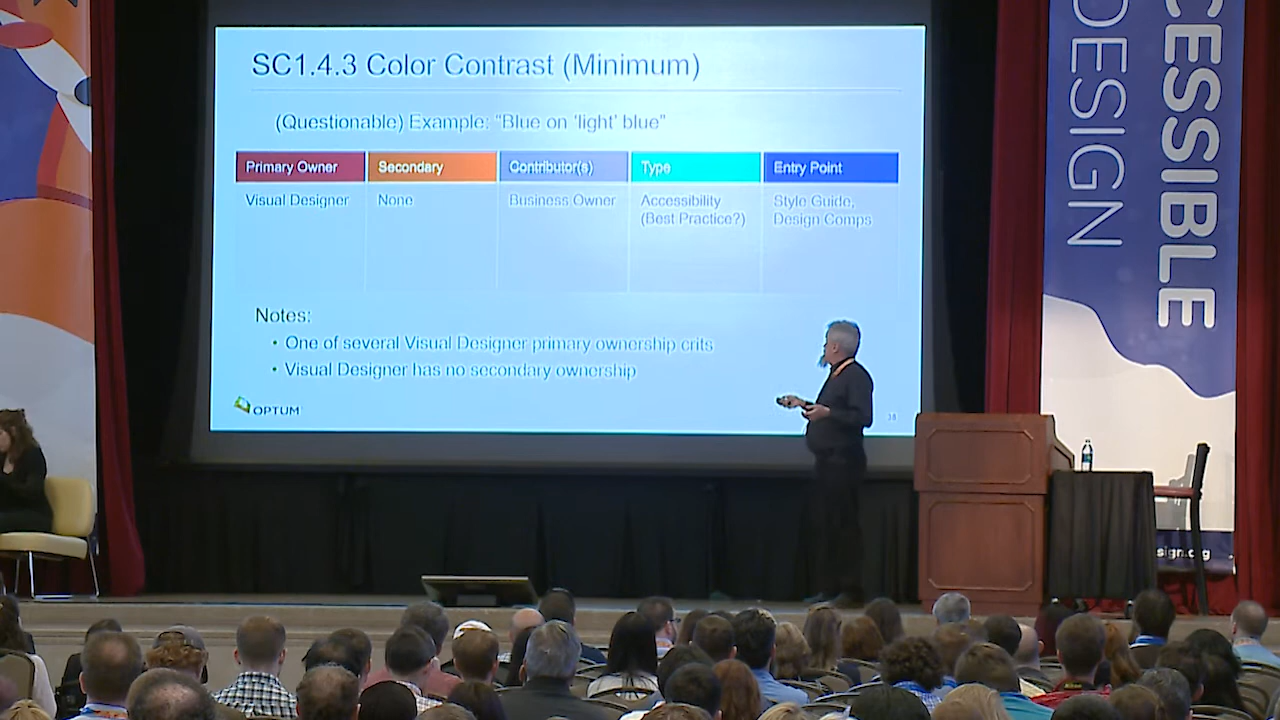 SC1.4.3 Color Contrast (Minimum)
(Questionable) Example: "Blue on 'light' blue"
Primary Owner Secondary Contributor(s) Type Entry Point
Visual Designer None Business Owner Accessibility Style Guide,
(Best Practice?) Design Comps
Notes:
• One of several Visual Designer primary ownership crits
• Visual Designer has no secondary ownership
OPTUM
38
CESSIBLE
DESIGN
sign.org